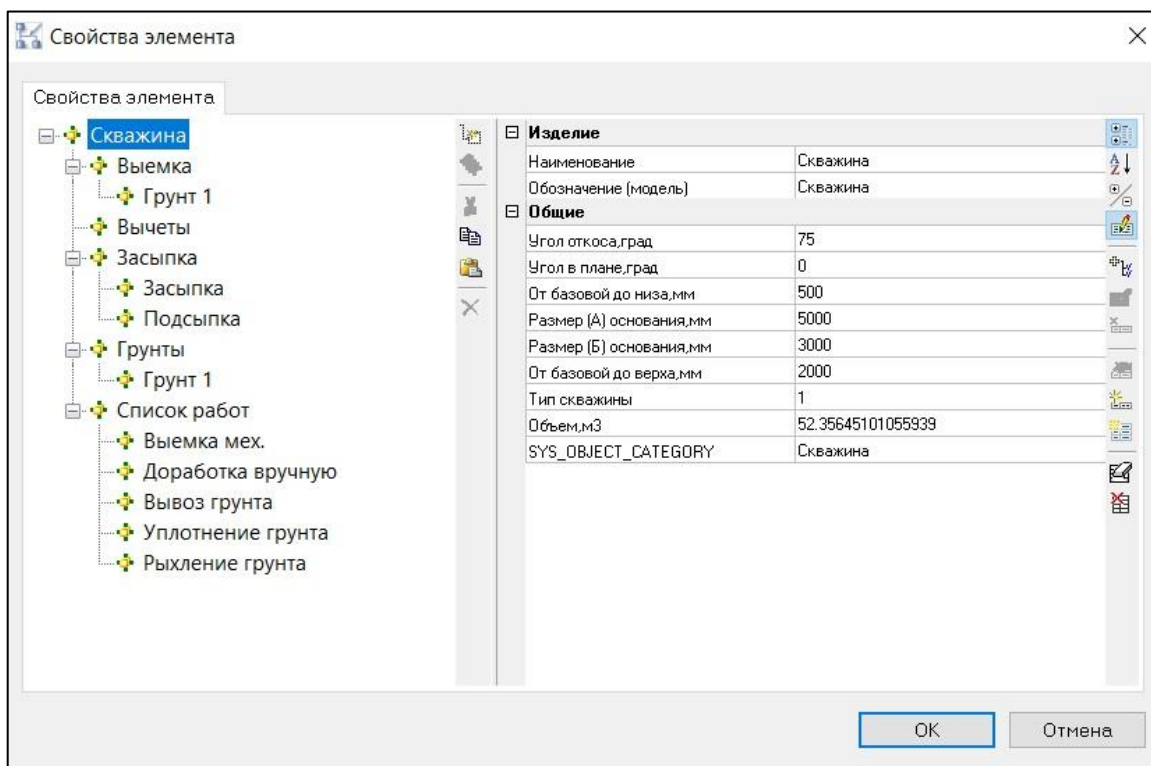 Свойства элемента
Свойства элемента
Скважина
Выемка
Грунт 1
Вычеты
Засыпка
Засыпка
Подсыпка
Грунты
Грунт 1
Список работ
Выемка мех.
Доработка вручную
Вывоз грунта
Уплотнение грунта
Рыхление грунта
Изделие
Наименование Скважина
Обозначение (модель) Скважина
Общие
Угол откоса,град 75
Угол в плане,град 0
От базовой до низа,мм 500
Размер (А) основания,мм 5000
Размер (Б) основания,мм 3000
От базовой до верха,мм 2000
Тип скважины 1
Объем,м3 52.35645101055939
SYS_OBJECT_CATEGORY Скважина
OK Отмена